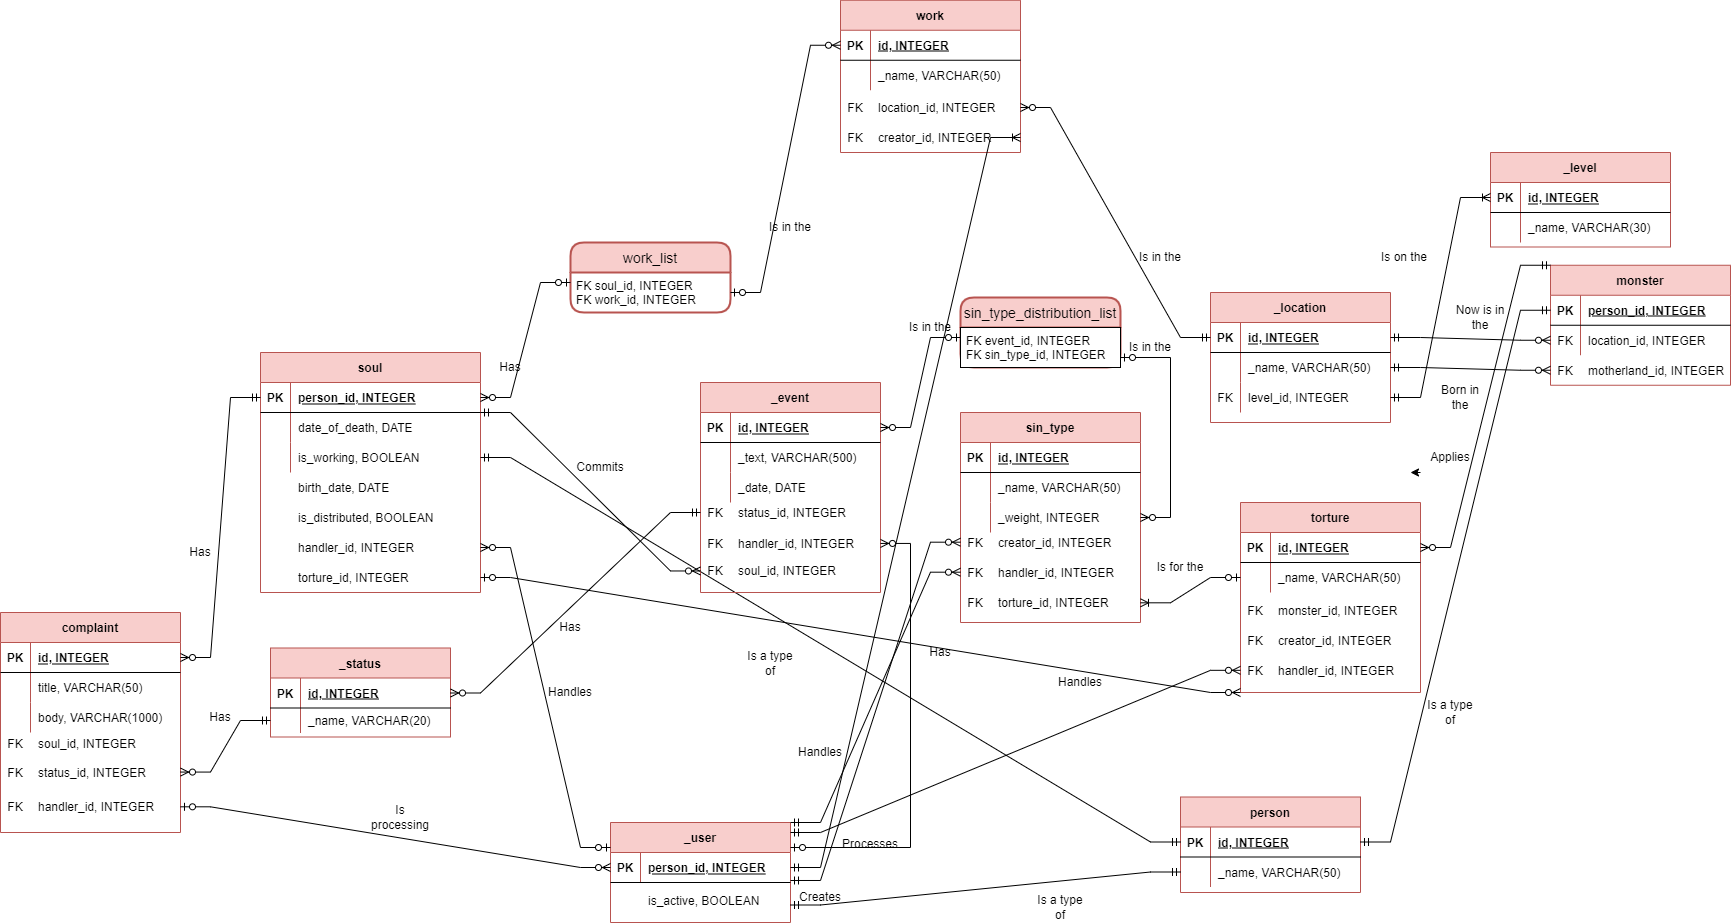 work
PK id, INTEGER
_name, VARCHAR(50)
FK location_id, INTEGER
FK creator_id, INTEGER
_level
PK id, INTEGER
_name, VARCHAR(30)
Is in the
work_list
FK soul_id, INTEGER
FK work_id, INTEGER
Is in the
Is on the
monster
PK person_id, INTEGER
FK location_id, INTEGER
FK motherland_id, INTEGER
_location
PK id, INTEGER
_name, VARCHAR(50)
FK level_id, INTEGER
Now is in
the
Born in
the
sin_type_distribution_list
FK event_id, INTEGER
FK sin_type_id, INTEGER
Is in the
Is in the
Has
soul
PK person_id, INTEGER
date_of_death, DATE
is_working, BOOLEAN
birth_date, DATE
is_distributed, BOOLEAN
handler_id, INTEGER
torture_id, INTEGER
Commits
_event
PK id, INTEGER
_text, VARCHAR(500)
_date, DATE
FK status_id, INTEGER
FK handler_id, INTEGER
FK soul_id, INTEGER
sin_type
PK id, INTEGER
_name, VARCHAR(50)
_weight, INTEGER
FK creator_id, INTEGER
FK handler_id, INTEGER
FK torture_id, INTEGER
Applies
torture
PK id, INTEGER
_name, VARCHAR(50)
FK monster_id, INTEGER
FK creator_id, INTEGER
FK handler_id, INTEGER
Is for the
Has
complaint
PK id, INTEGER
title, VARCHAR(50)
body, VARCHAR(1000)
FK soul_id, INTEGER
FK status_id, INTEGER
FK handler_id, INTEGER
_status
PK id, INTEGER
_name, VARCHAR(20)
Has
Has
Handles
Is a type
of
Has
Handles
Is a type
of
Handles
Is
processing
_user
PK person_id, INTEGER
is_active, BOOLEAN
Processes
Creates
Is a type
of
person
PK id, INTEGER
_name, VARCHAR(50)